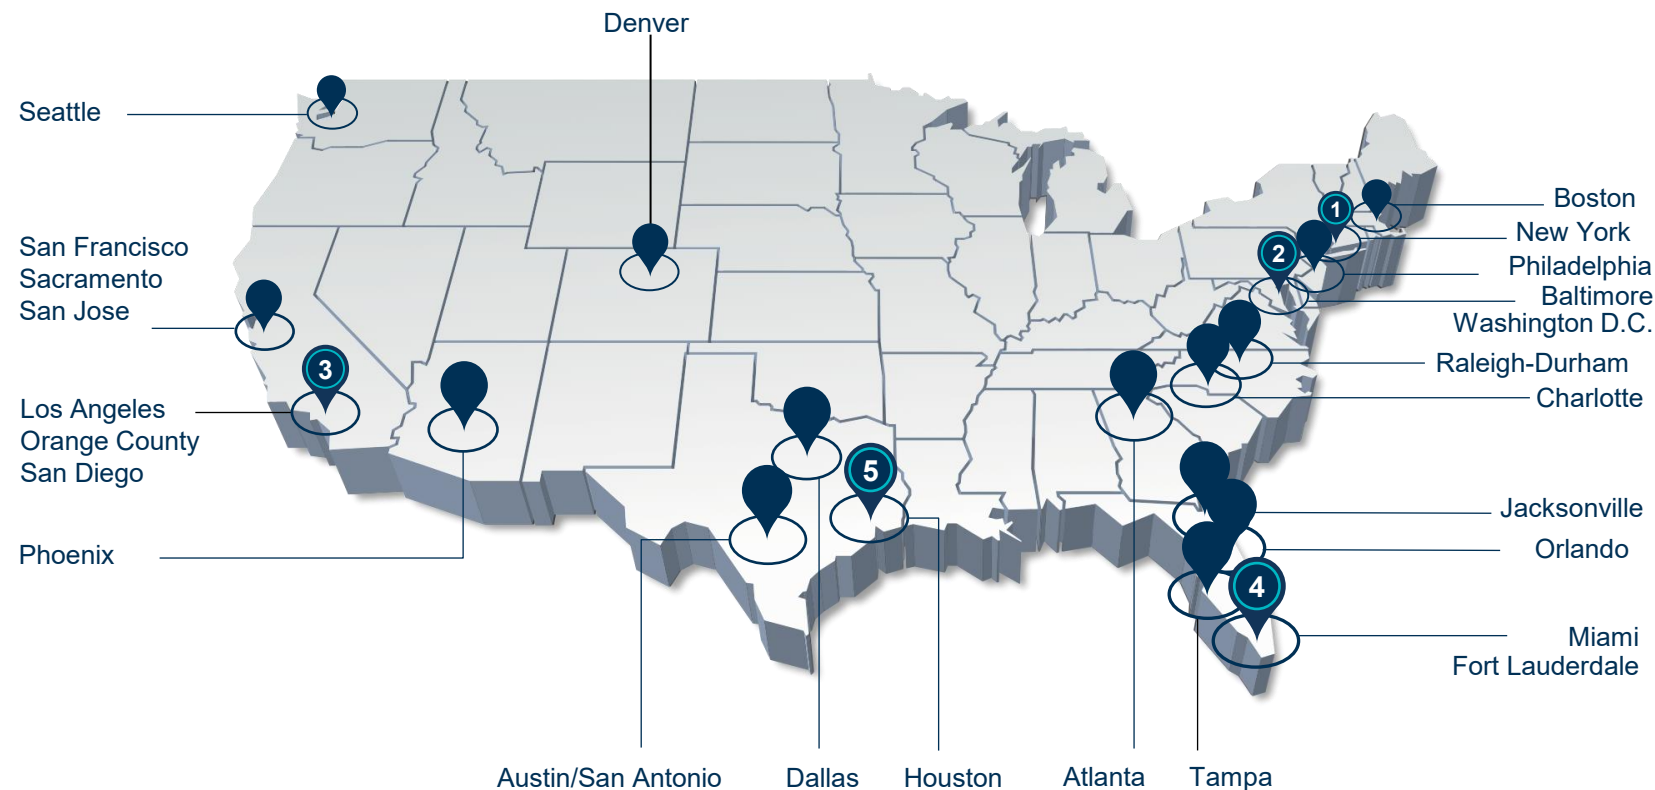 Denver
Seattle
San Francisco
Sacramento
San Jose
Los Angeles
Orange County
San Diego
Phoenix
1
2
3
4
5
Boston
New York
Philadelphia
Baltimore
Washington D.C.
Raleigh-Durham
Charlotte
Jacksonville
Orlando
Miami
Fort Lauderdale
Austin/San Antonio
Dallas
Houston
Atlanta
Tampa